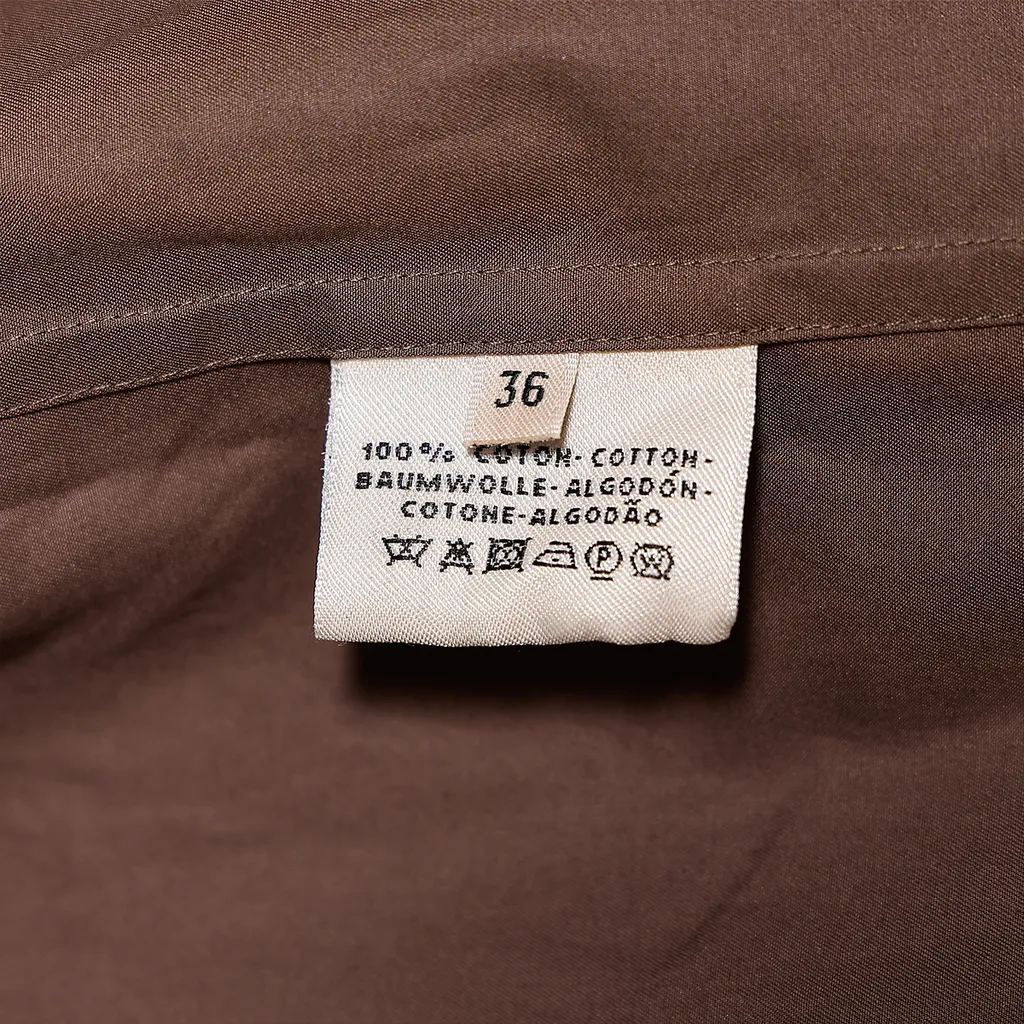 36
100% COTON-COTTON-
BAUMWOLLE-ALGODÓN-
COTONE-ALGODÃO
P
W